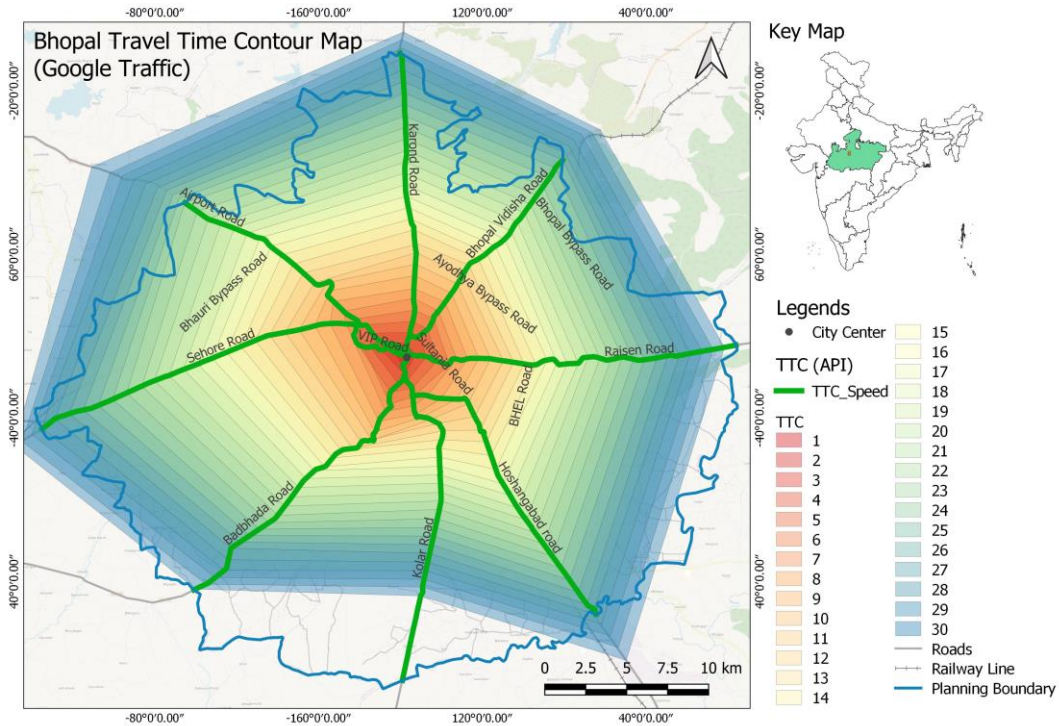 -80°0'0.00" -160°0'0.00" -120°0'0.00" 40°0'0.00"
Bhopal Travel Time Contour Map
(Google Traffic)
20°0'0.00"
60°0'0.00"
-40°0'0.00"
40°0'0.00"
Karond Road
Airport Road
Bhopal Vidisha Road
Bhopal Bypass Road
Bhauri Bypass Road
Ayodhya Bypass Road
Sehore Road
VIP Road
Sultania Road
Raisen Road
BHEL Road
Hoshangabad road
Badbhada Road
Kolar Road
0 2.5 5 7.5 10 km
-80°0'0.00" -160°0'0.00" -120°0'0.00" 40°0'0.00"
20°0'0.00"
60°0'0.00"
-40°0'0.00"
40°0'0.00"
Key Map
Legends
City Center
TTC (API)
TTC_Speed
TTC
1
2
3
4
5
6
7
8
9
10
11
12
13
14
15
16
17
18
19
20
21
22
23
24
25
26
27
28
29
30
Roads
Railway Line
Planning Boundary